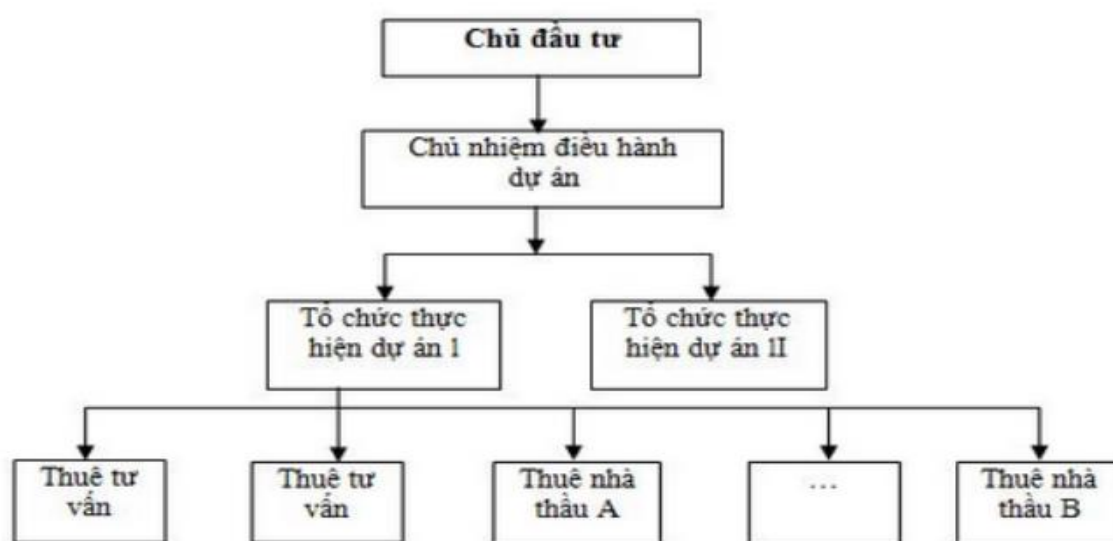 Chủ đầu tư
Chủ nhiệm điều hành
dự án
Tổ chức thực
hiện dự án l
Tổ chức thực
hiện dự án lI
Thuê tư
vấn
Thuê tư
vấn
Thuê nhà
thầu A
...
Thuê nhà
thầu B